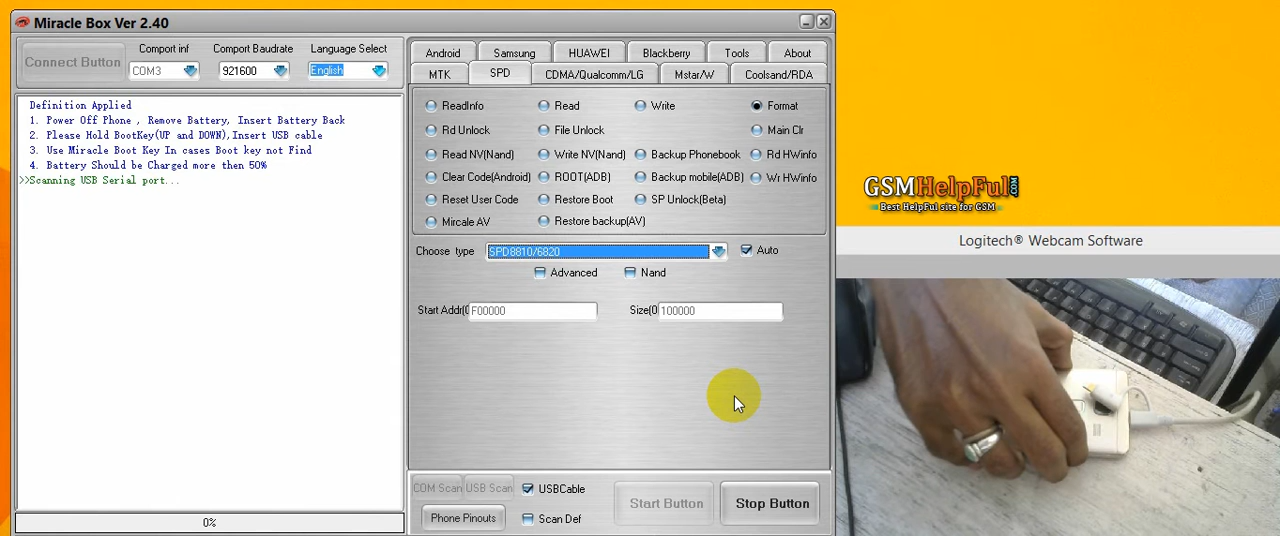 Miracle Box Ver 2.40
Connect Button
Comport inf
Comport Baudrate
Language Select
COM3
921600
English
Android
Samsung
HUAWEI
Blackberry
Tools
About
MTK
SPD
CDMA/Qualcomm/LG
Mstar/W
Coolsand/RDA
Definition Applied
1. Power Off Phone , Remove Battery, Insert Battery Back
2. Please Hold BootKey(UP and DOWN),Insert USB cable
3. Use Miracle Boot Key In cases Boot key not Find
4. Battery Should be Charged more then 50%
>>Scanning USB Serial port...
0%
ReadInfo
Read
Write
Format
Rd Unlock
File Unlock
Main Clr
Read NV(Nand)
Write NV(Nand)
Backup Phonebook
Rd HWinfo
Clear Code(Android)
ROOT(ADB)
Backup mobile(ADB)
Wr HWinfo
Reset User Code
Restore Boot
SP Unlock(Beta)
Mircale AV
Restore backup(AV)
Choose type
SPD8810/6820
Auto
Advanced
Nand
Start Addr(0
F00000
Size(0
100000
COM Scan
USB Scan
USBCable
Phone Pinouts
Scan Def
Start Button
Stop Button
GSMHelpFul.COM
Best HelpFul site for GSM
Logitech® Webcam Software